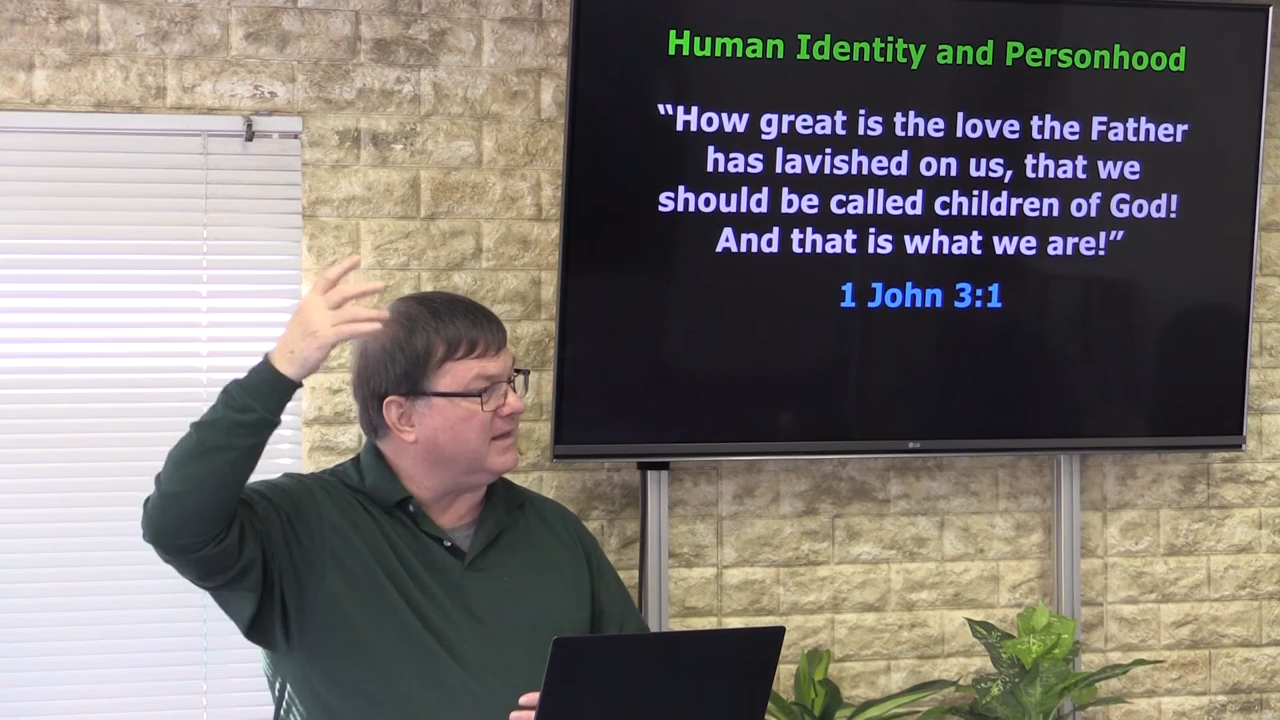 Human Identity and Personhood
“How great is the love the Father
has lavished on us, that we
should be called children of God!
And that is what we are!”
1 John 3:1
LG